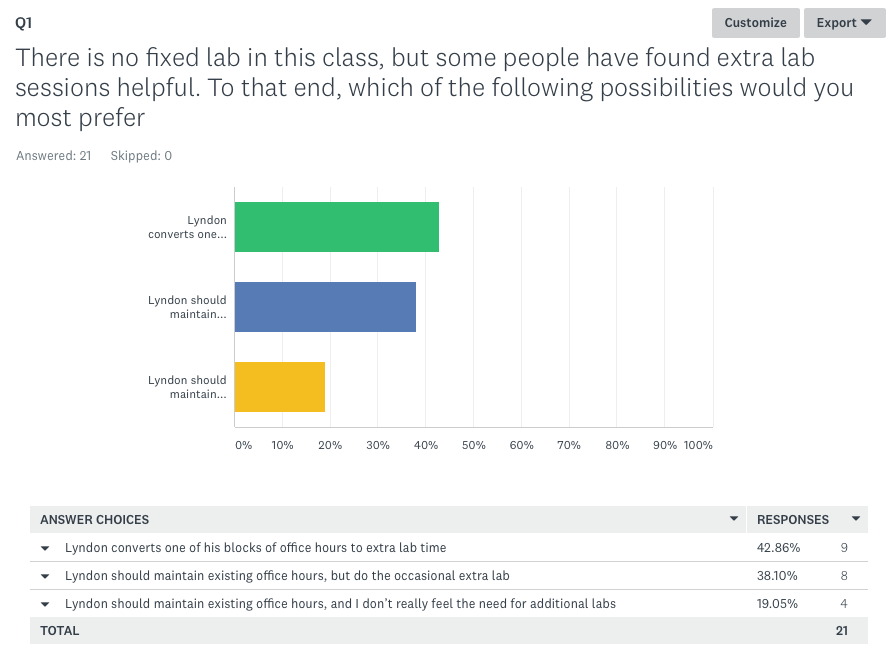 Q1
Customize
Export
There is no fixed lab in this class, but some people have found extra lab
sessions helpful. To that end, which of the following possibilities would you
most prefer
Answered: 21 Skipped: 0
Lyndon
converts one...
Lyndon should
maintain...
Lyndon should
maintain...
0% 10% 20% 30% 40% 50% 60% 70% 80% 90% 100%
ANSWER CHOICES RESPONSES
Lyndon converts one of his blocks of office hours to extra lab time 42.86% 9
Lyndon should maintain existing office hours, but do the occasional extra lab 38.10% 8
Lyndon should maintain existing office hours, and I don't really feel the need for additional labs 19.05% 4
TOTAL 21